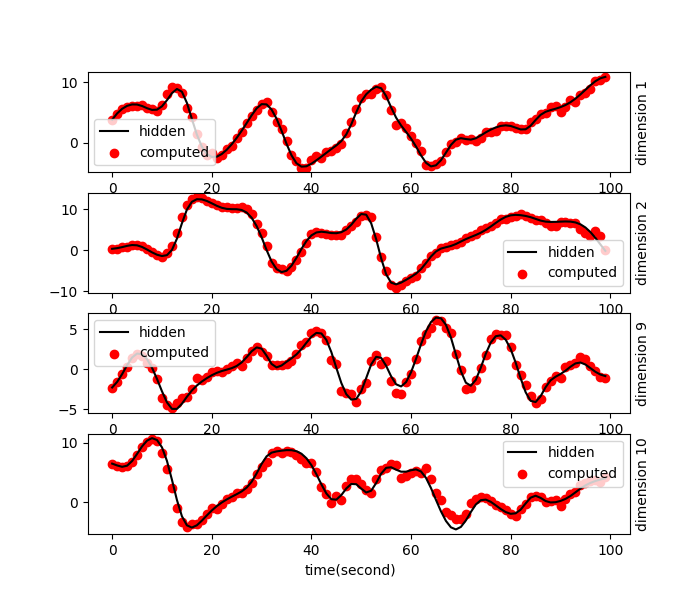 10
0
hidden
computed
0 20 40 60 80 100
dimension 1
10
0
−10
hidden
computed
0 20 40 60 80 100
dimension 2
5
0
−5
hidden
computed
0 20 40 60 80 100
dimension 9
10
0
hidden
computed
0 20 40 60 80 100
dimension 10
time(second)